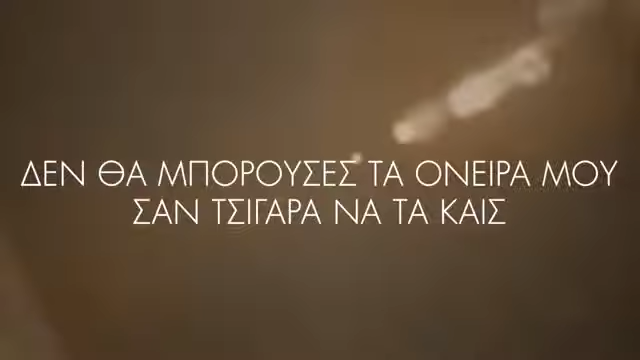 ΔΕΝ ΘΑ ΜΠΟΡΟΥΣΕΣ ΤΑ ΟΝΕΙΡΑ ΜΟΥ
ΣΑΝ ΤΣΙΓΑΡΑ ΝΑ ΤΑ ΚΑΙΣ